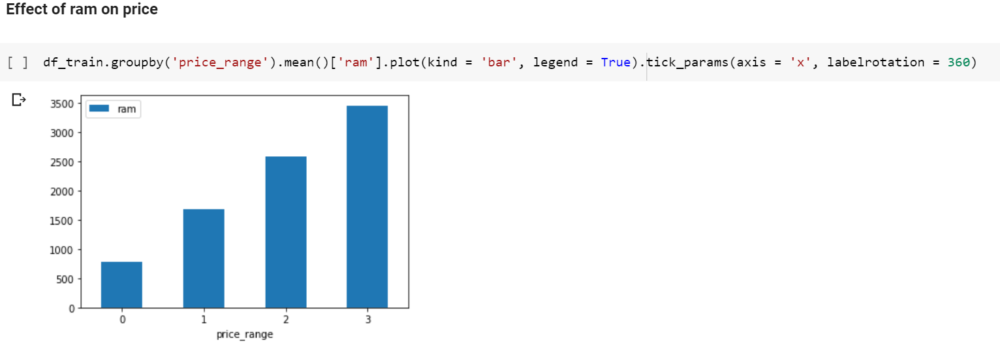 Effect of ram on price
[ ] df_train.groupby('price_range').mean()['ram'].plot(kind = 'bar', legend = True).tick_params(axis = 'x', labelrotation = 360)
ram
3500
3000
2500
2000
1500
1000
500
0
0 1 2 3
price_range